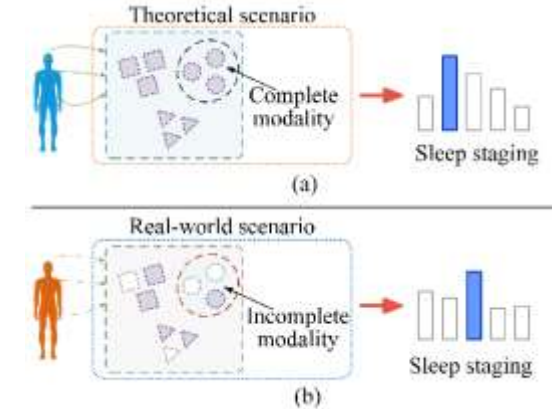 Theoretical scenario
Complete
modality
Sleep staging
(a)
Real-world scenario
Incomplete
modality
Sleep staging
(b)